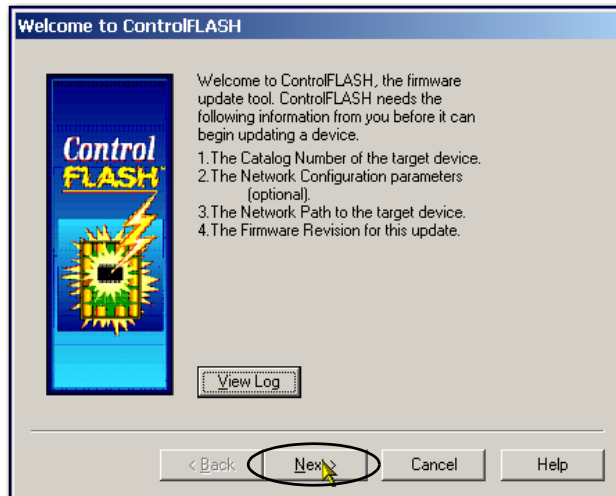 Welcome to ControlFLASH
Control
FLASH
Welcome to ControlFLASH, the firmware
update tool. ControlFLASH needs the
following information from you before it can
begin updating a device.
1.The Catalog Number of the target device.
2.The Network Configuration parameters
(optional).
3.The Network Path to the target device.
4.The Firmware Revision for this update.
View Log
< Back
Next >
Cancel
Help